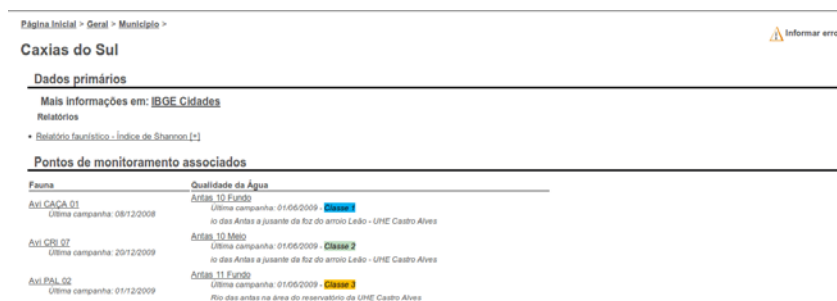 Página Inicial > Geral > Município >
Informar erro
Caxias do Sul
Dados primários
Mais informações em: IBGE Cidades
Relatórios
• Relatório faunístico - Índice de Shannon [+]
Pontos de monitoramento associados
Fauna
Qualidade da Água
Avi CAÇA 01
Última campanha: 08/12/2008
Antas 10 Fundo
Última campanha: 01/06/2009 - Classe 1
io das Antas a jusante da foz do arroio Leão - UHE Castro Alves
Avi CRI 07
Última campanha: 20/12/2009
Antas 10 Meio
Última campanha: 01/06/2009 - Classe 2
io das Antas a jusante da foz do arroio Leão - UHE Castro Alves
Avi PAL 02
Última campanha: 01/12/2009
Antas 11 Fundo
Última campanha: 01/06/2009 - Classe 3
Rio das antas na área do reservatório da UHE Castro Alves